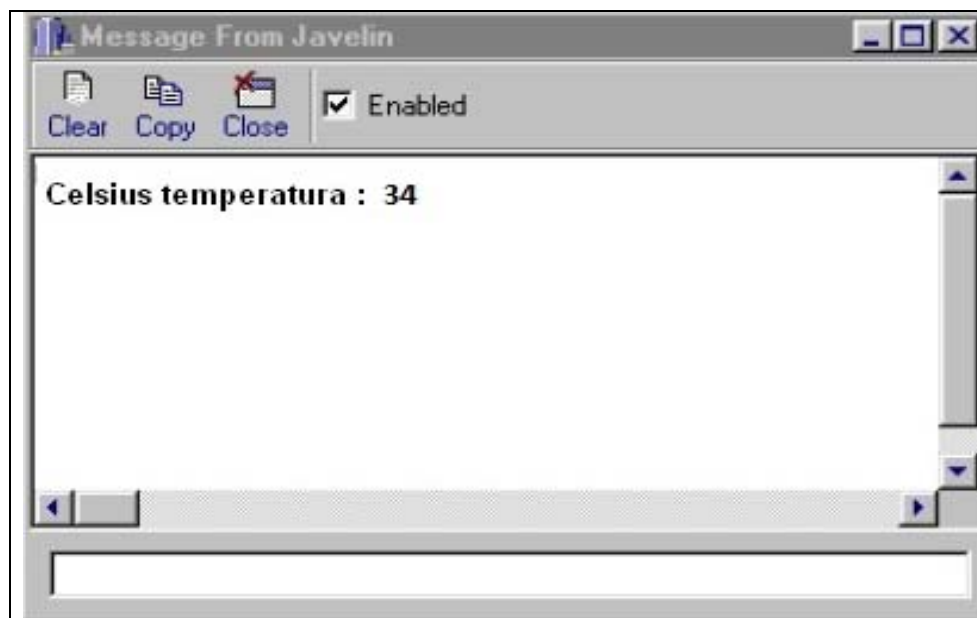 Message From Javelin
Clear Copy Close Enabled
Celsius temperatura : 34